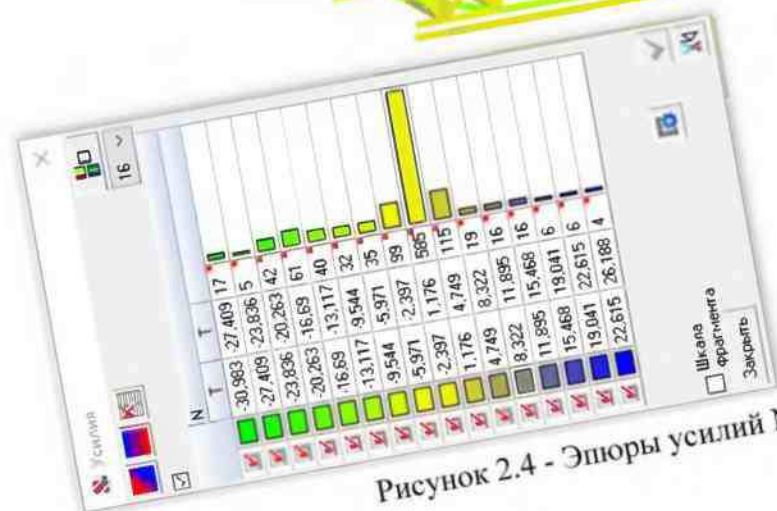 Усилия
16
N
T T
-30,983 -27,409 17
-27,409 -23,836 5
-23,836 -20,263 42
-20,263 -16,69 61
-16,69 -13,117 40
-13,117 -9,544 32
-9,544 -5,971 35
-5,971 -2,397 99
-2,397 1,176 585
1,176 4,749 115
4,749 8,322 19
8,322 11,895 16
11,895 15,468 16
15,468 19,041 6
19,041 22,615 6
22,615 26,188 4
Шкала
фрагмента
Закрыть
Рисунок 2.4 - Эпюры усилий